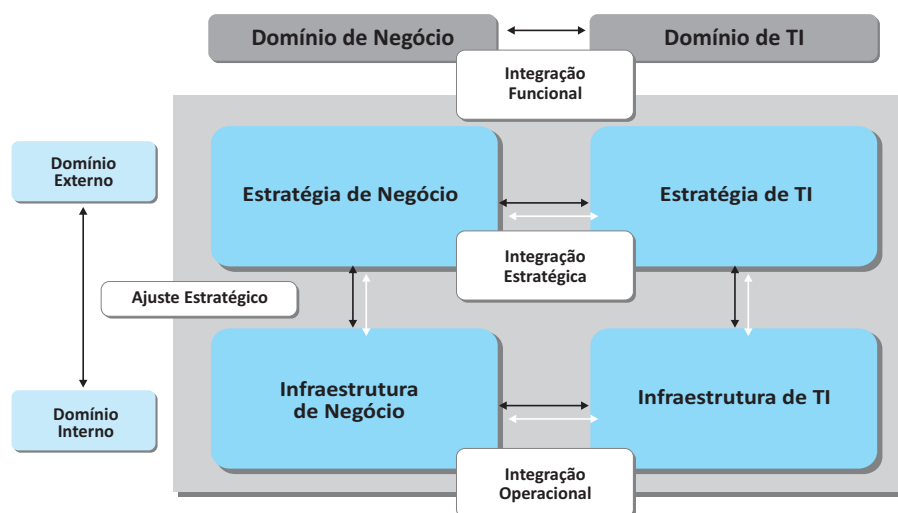 Domínio de Negócio
Domínio de TI
Integração
Funcional
Domínio
Externo
Estratégia de Negócio
Estratégia de TI
Integração
Estratégica
Ajuste Estratégico
Domínio
Interno
Infraestrutura
de Negócio
Infraestrutura de TI
Integração
Operacional